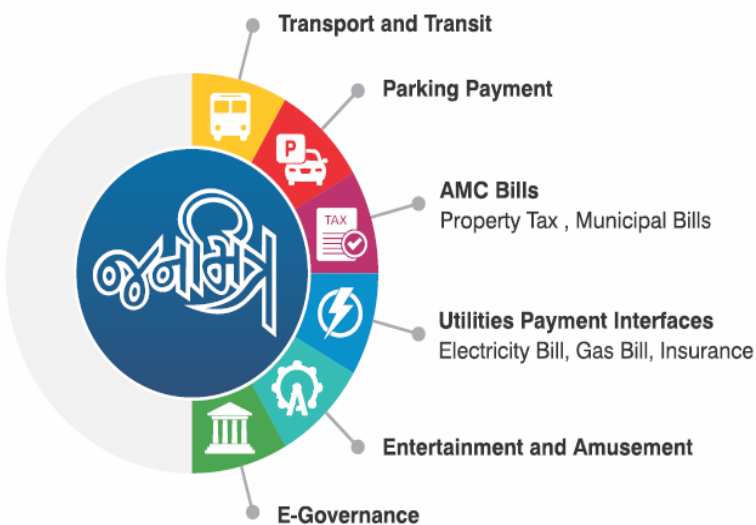 Transport and Transit
Parking Payment
P
TAX
AMC Bills
Property Tax , Municipal Bills
જનમિત્ર
Utilities Payment Interfaces
Electricity Bill, Gas Bill, Insurance
Entertainment and Amusement
E-Governance